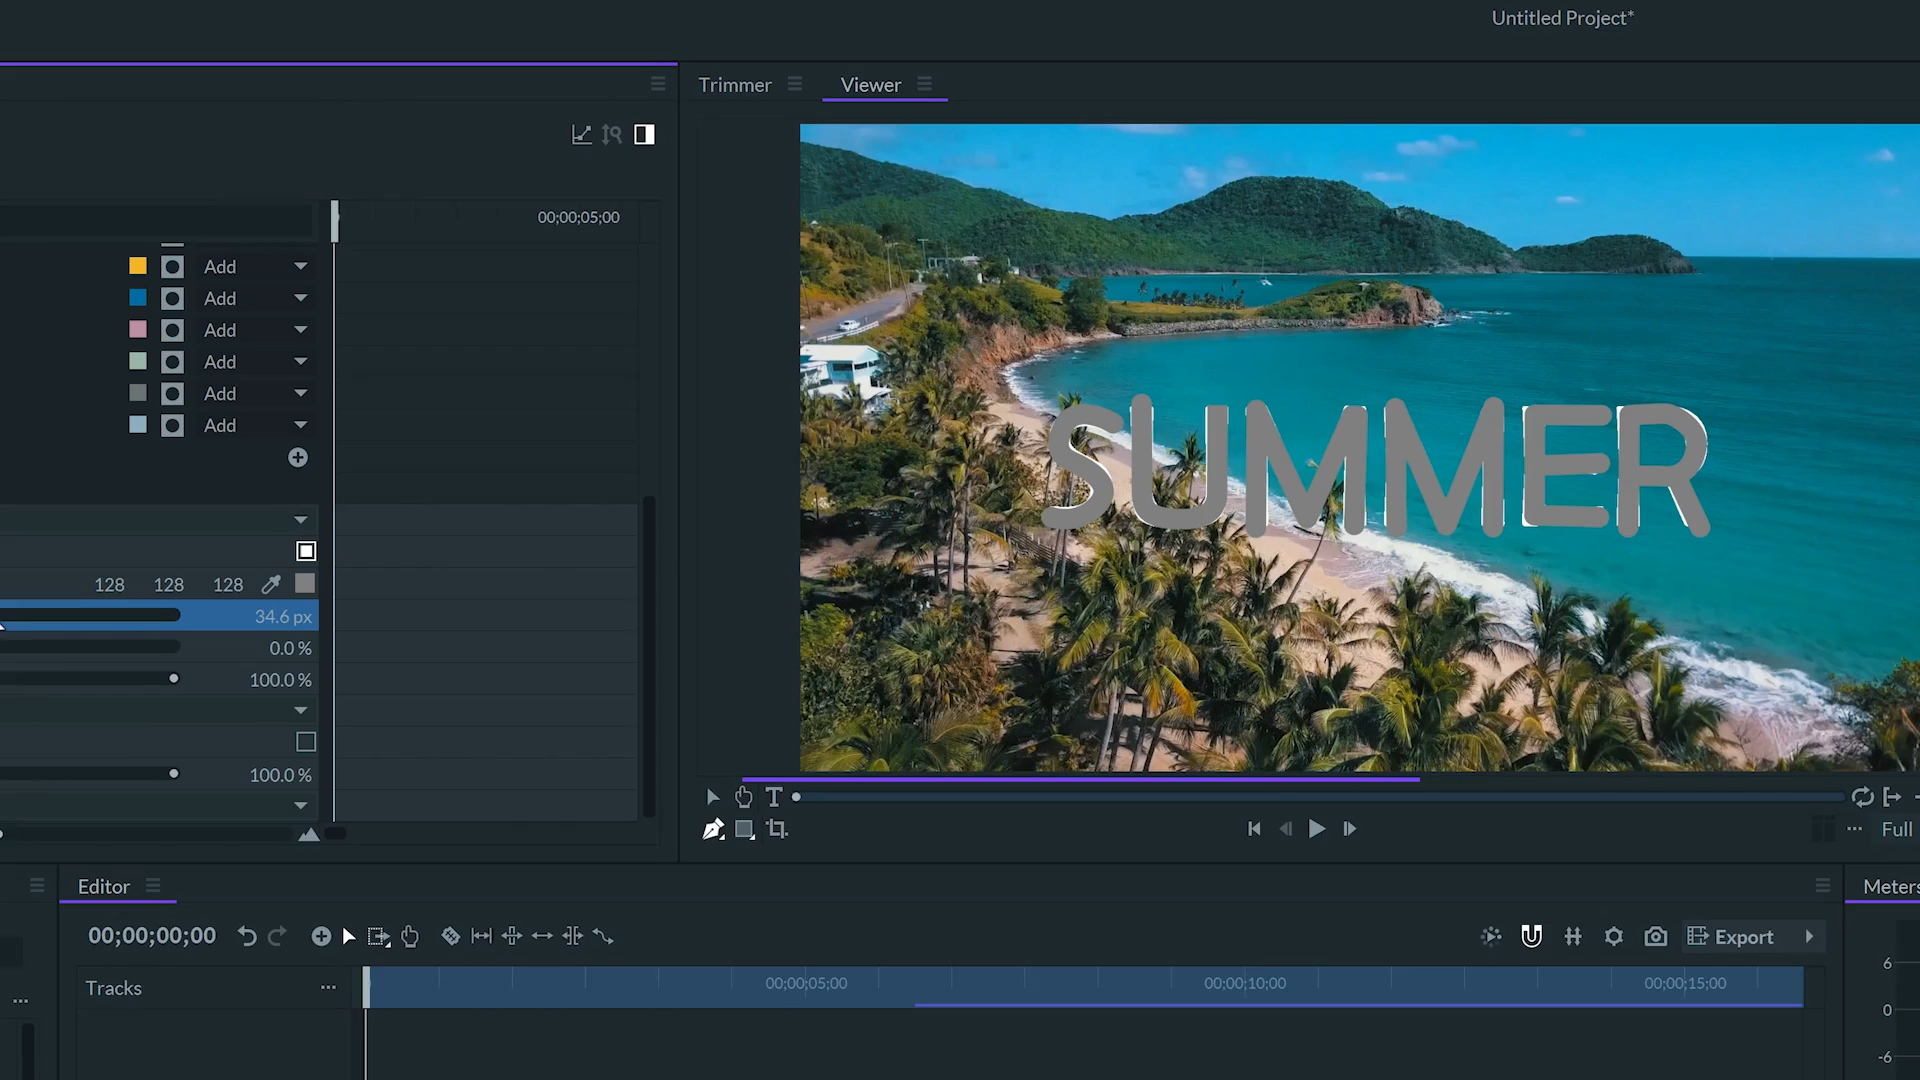 Untitled Project*
Trimmer
Viewer
00;00;05;00
Add
Add
Add
Add
Add
Add
128 128 128
34.6 px
0.0 %
100.0 %
100.0 %
SUMMER
Full
Editor
Meters
00;00;00;00
Export
Tracks
00;00;05;00
00;00;10;00
00;00;15;00
6
0
-6